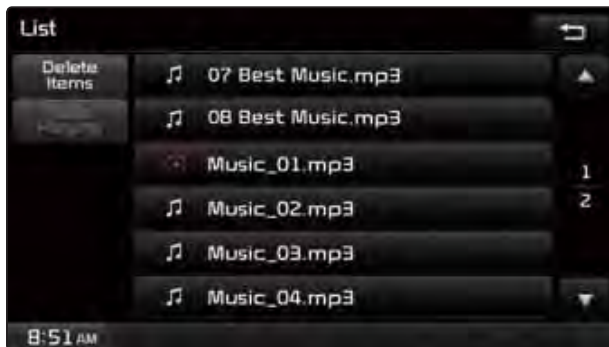 List
Delete
Items
07 Best Music.mp3
08 Best Music.mp3
Music_01.mp3
Music_02.mp3
Music_03.mp3
Music_04.mp3
1
2
8:51 AM